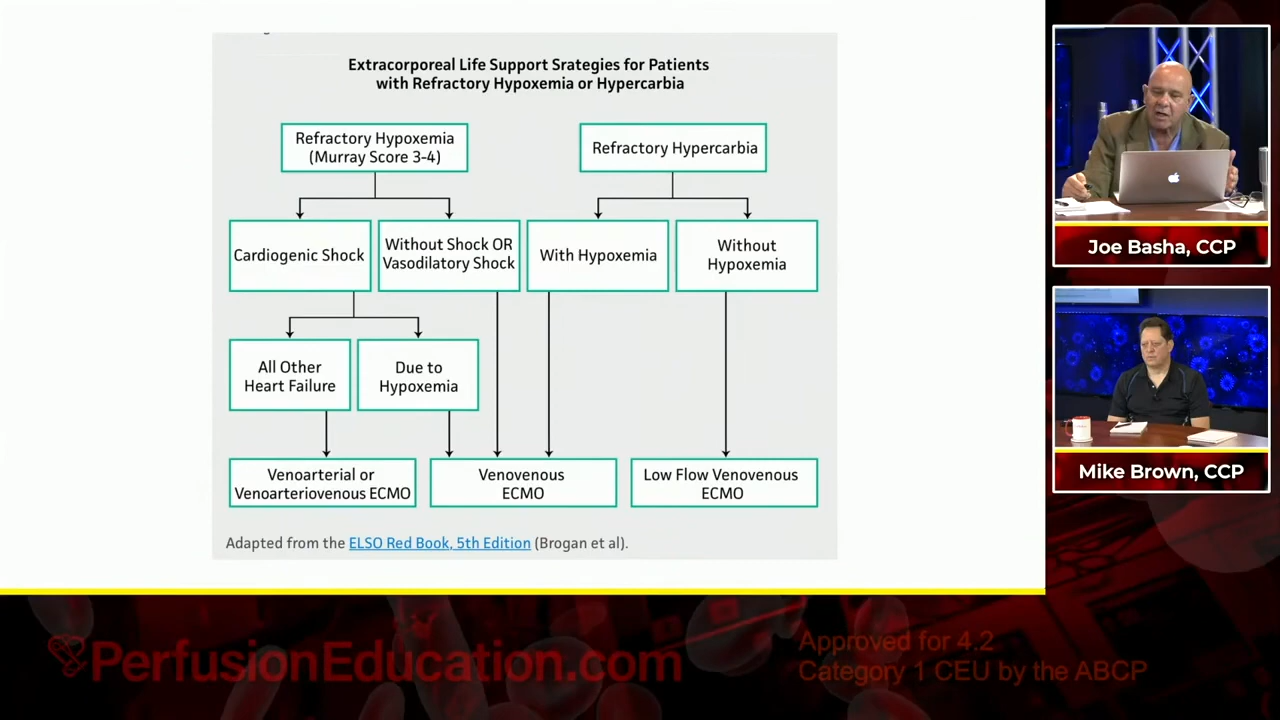 Extracorporeal Life Support Srategies for Patients
with Refractory Hypoxemia or Hypercarbia
Refractory Hypoxemia
(Murray Score 3-4)
Refractory Hypercarbia
Cardiogenic Shock
Without Shock OR
Vasodilatory Shock
With Hypoxemia
Without
Hypoxemia
All Other
Heart Failure
Due to
Hypoxemia
Venoarterial or
Venoarteriovenous ECMO
Venovenous
ECMO
Low Flow Venovenous
ECMO
Adapted from the ELSO Red Book, 5th Edition (Brogan et al).
Joe Basha, CCP
Mike Brown, CCP
PerfusionEducation.com
Approved for 4.2
Category 1 CEU by the ABCP